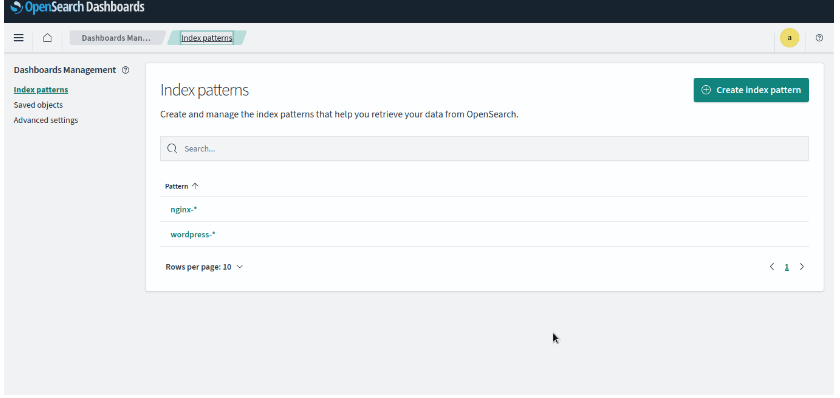 OpenSearch Dashboards
Dashboards Man... Index patterns a
Dashboards Management
Index patterns
Saved objects
Advanced settings
Index patterns
Create index pattern
Create and manage the index patterns that help you retrieve your data from OpenSearch.
Search...
Pattern
nginx-*
wordpress-*
Rows per page: 10
1